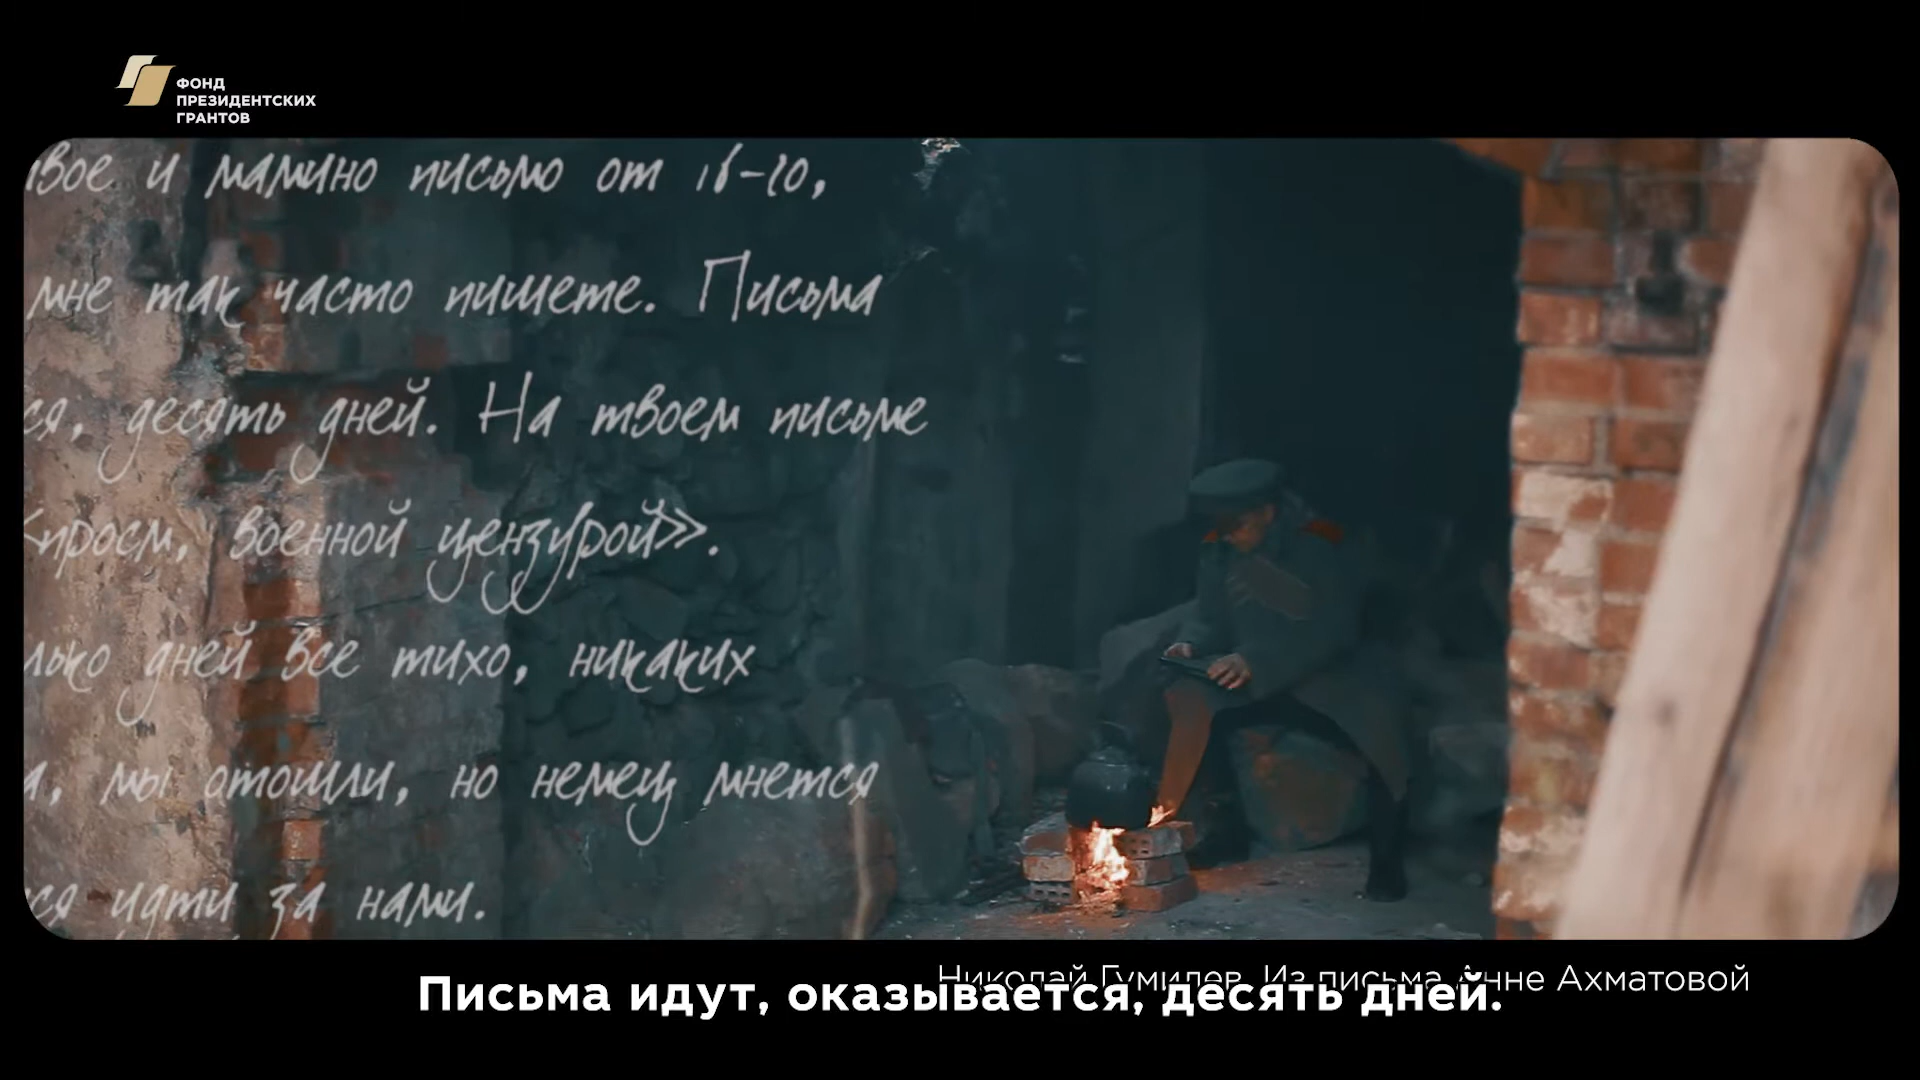 ФОНД
ПРЕЗИДЕНТСКИХ
ГРАНТОВ
и мамино письмо от 16-го,
мне так часто пишете. Письма
ся, десять дней. На твоем письме
просм, военной цензурой».
лько дней все тихо, никаких
а, мы отошли, но немец мнется
ся идти за нами.
Николай Гумилев. Из письма Анне Ахматовой
Письма идут, оказывается, десять дней.